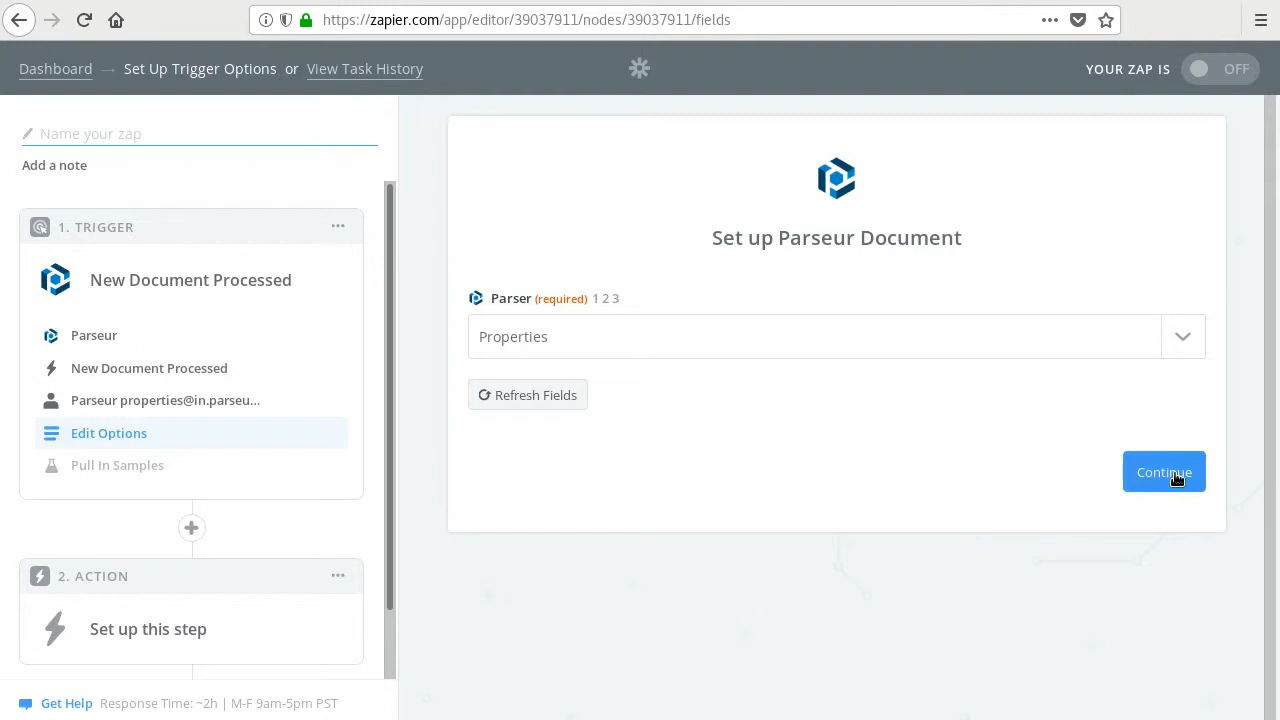 https://zapier.com/app/editor/39037911/nodes/39037911/fields
Dashboard → Set Up Trigger Options or View Task History
YOUR ZAP IS OFF
Name your zap
Add a note
1. TRIGGER
New Document Processed
Parseur
New Document Processed
Parseur properties@in.parseu...
Edit Options
Pull In Samples
2. ACTION
Set up this step
Get Help Response Time: ~2h | M-F 9am-5pm PST
Set up Parseur Document
Parser (required) 1 2 3
Properties
Refresh Fields
Continue